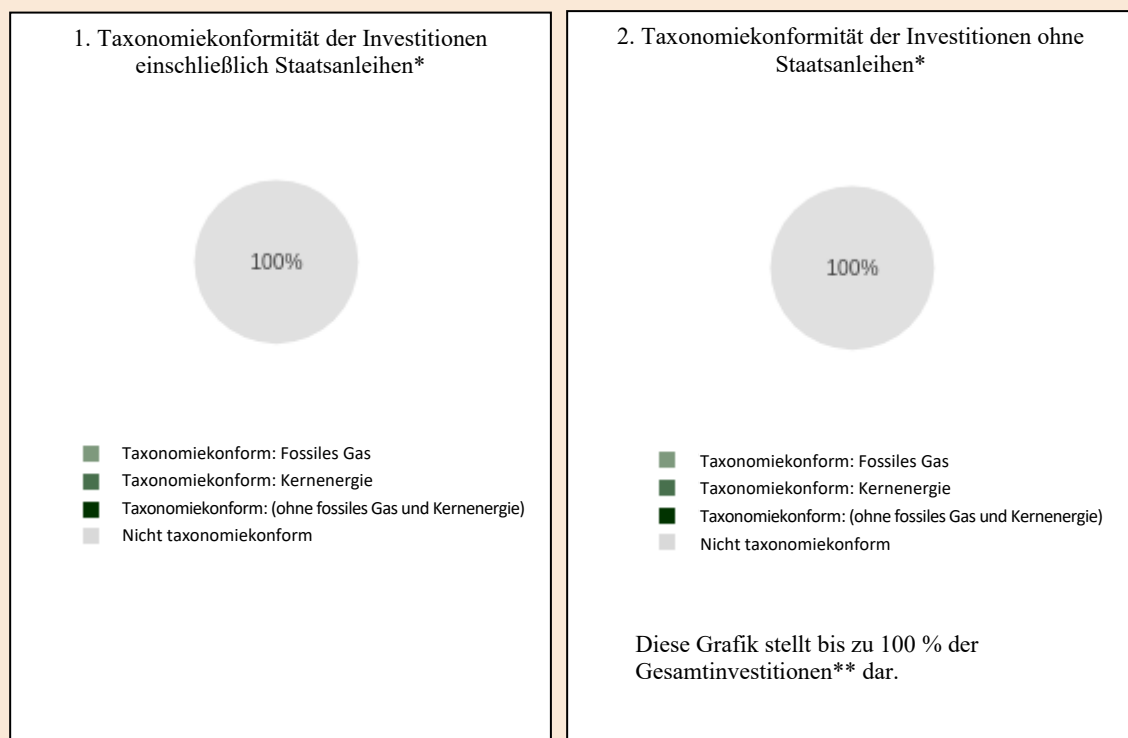 1. Taxonomiekonformität der Investitionen
einschließlich Staatsanleihen*
100%
Taxonomiekonform: Fossiles Gas
Taxonomiekonform: Kernenergie
Taxonomiekonform: (ohne fossiles Gas und Kernenergie)
Nicht taxonomiekonform
2. Taxonomiekonformität der Investitionen ohne
Staatsanleihen*
100%
Taxonomiekonform: Fossiles Gas
Taxonomiekonform: Kernenergie
Taxonomiekonform: (ohne fossiles Gas und Kernenergie)
Nicht taxonomiekonform
Diese Grafik stellt bis zu 100 % der
Gesamtinvestitionen** dar.